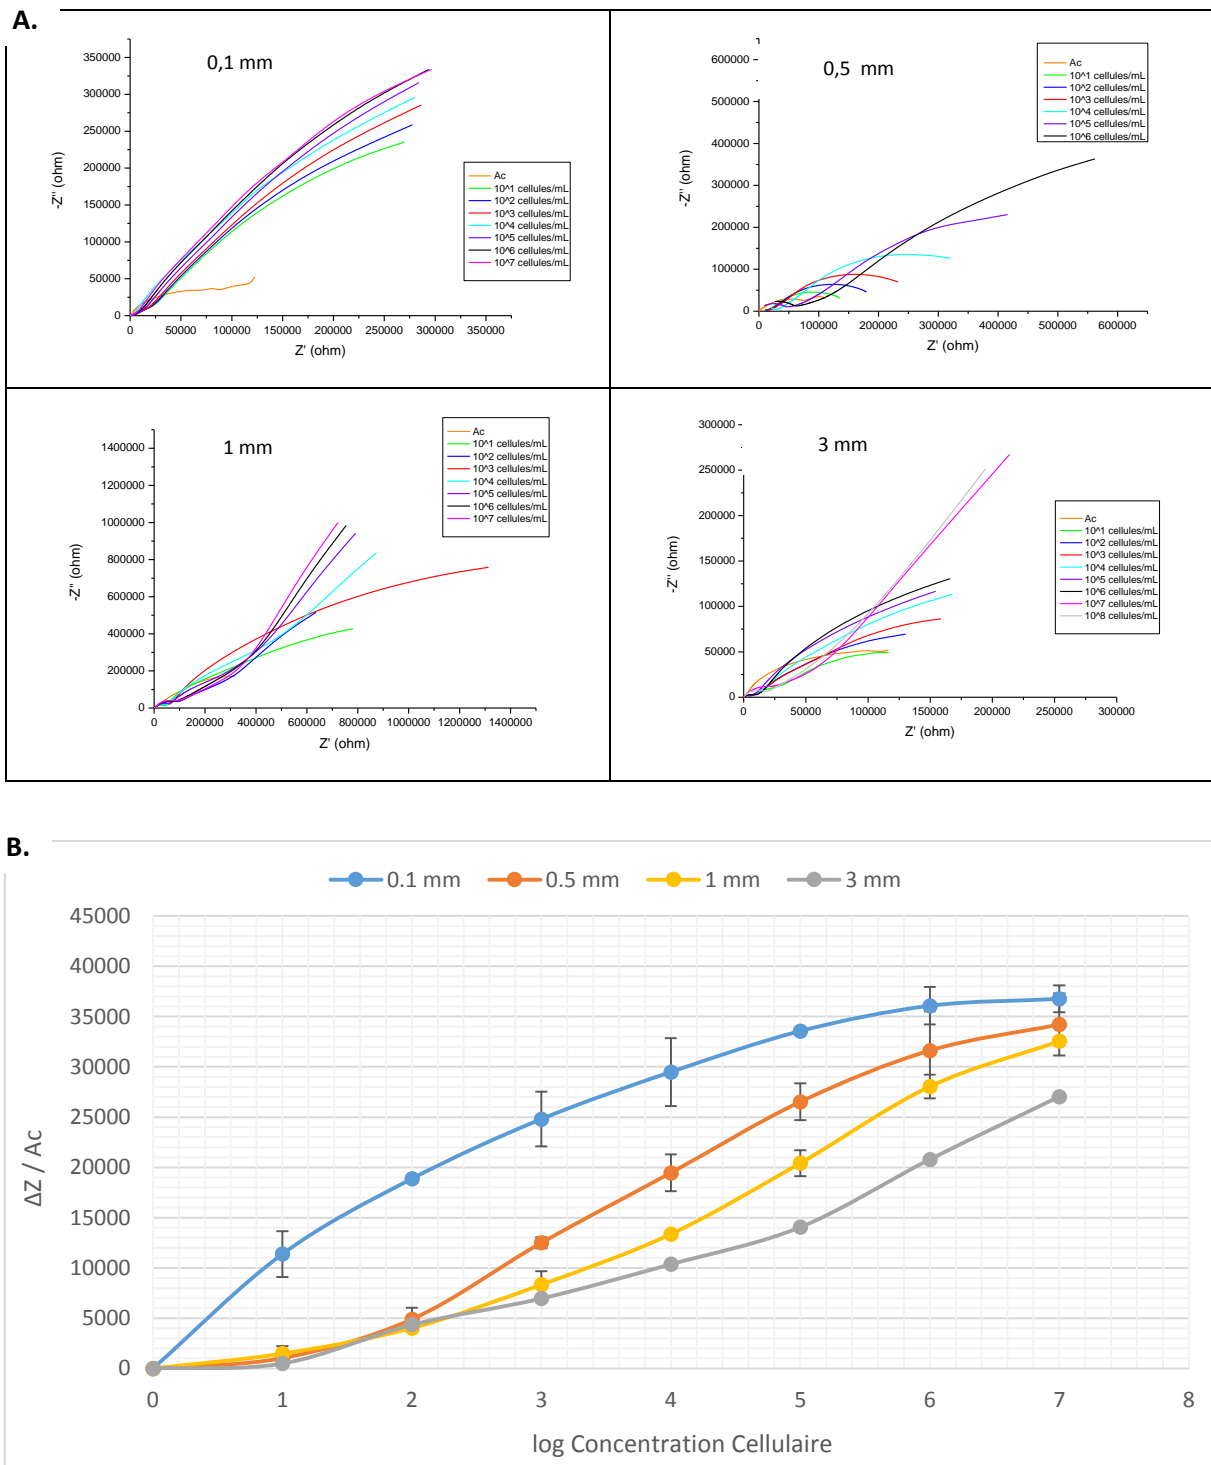 A.
0,1 mm
350000
300000
250000
200000
150000
100000
50000
0
-Z'' (ohm)
0 50000 100000 150000 200000 250000 300000 350000
Z' (ohm)
Ac
10^1 cellules/mL
10^2 cellules/mL
10^3 cellules/mL
10^4 cellules/mL
10^5 cellules/mL
10^6 cellules/mL
10^7 cellules/mL
0,5 mm
600000
500000
400000
300000
200000
100000
0
-Z'' (ohm)
0 100000 200000 300000 400000 500000 600000
Z' (ohm)
Ac
10^1 cellules/mL
10^2 cellules/mL
10^3 cellules/mL
10^4 cellules/mL
10^5 cellules/mL
10^6 cellules/mL
1 mm
1400000
1200000
1000000
800000
600000
400000
200000
0
-Z'' (ohm)
0 200000 400000 600000 800000 1000000 1200000 1400000
Z' (ohm)
Ac
10^1 cellules/mL
10^2 cellules/mL
10^3 cellules/mL
10^4 cellules/mL
10^5 cellules/mL
10^6 cellules/mL
10^7 cellules/mL
3 mm
300000
250000
200000
150000
100000
50000
0
-Z'' (ohm)
0 50000 100000 150000 200000 250000 300000
Z' (ohm)
Ac
10^1 cellules/mL
10^2 cellules/mL
10^3 cellules/mL
10^4 cellules/mL
10^5 cellules/mL
10^6 cellules/mL
10^7 cellules/mL
10^8 cellules/mL
B.
0.1 mm 0.5 mm 1 mm 3 mm
45000
40000
35000
30000
25000
20000
15000
10000
5000
0
ΔZ / Ac
0 1 2 3 4 5 6 7 8
log Concentration Cellulaire